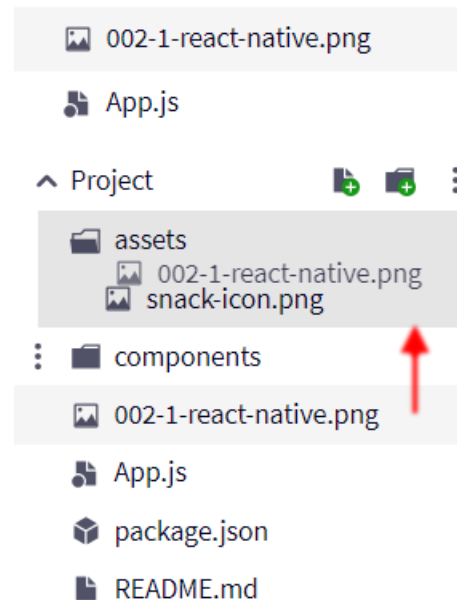 002-1-react-native.png
App.js
Project
assets
002-1-react-native.png
snack-icon.png
components
002-1-react-native.png
App.js
package.json
README.md